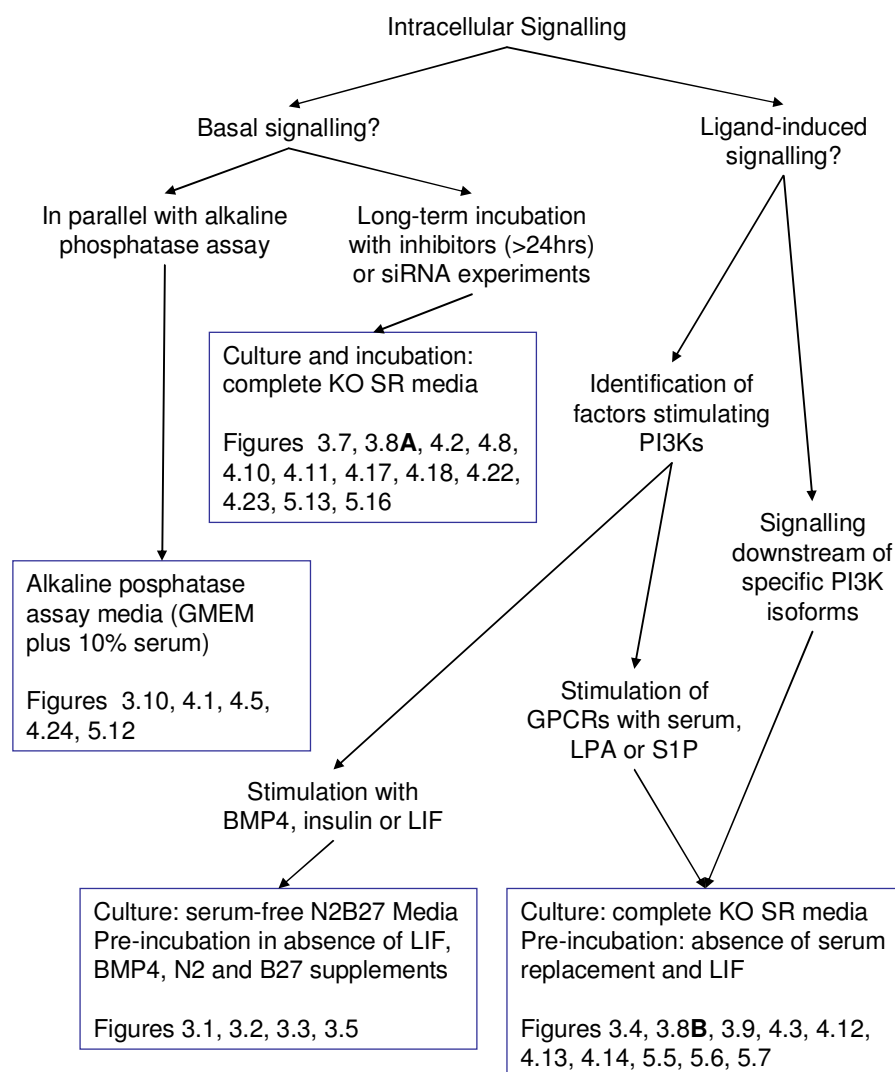 Intracellular Signalling
Basal signalling?
Ligand-induced
signalling?
In parallel with alkaline
phosphatase assay
Long-term incubation
with inhibitors (>24hrs)
or siRNA experiments
Culture and incubation:
complete KO SR media
Figures 3.7, 3.8A, 4.2, 4.8,
4.10, 4.11, 4.17, 4.18, 4.22,
4.23, 5.13, 5.16
Identification of
factors stimulating
PI3Ks
Signalling
downstream of
specific PI3K
isoforms
Alkaline posphatase
assay media (GMEM
plus 10% serum)
Figures 3.10, 4.1, 4.5,
4.24, 5.12
Stimulation of
GPCRs with serum,
LPA or S1P
Stimulation with
BMP4, insulin or LIF
Culture: serum-free N2B27 Media
Pre-incubation in absence of LIF,
BMP4, N2 and B27 supplements
Figures 3.1, 3.2, 3.3, 3.5
Culture: complete KO SR media
Pre-incubation: absence of serum
replacement and LIF
Figures 3.4, 3.8B, 3.9, 4.3, 4.12,
4.13, 4.14, 5.5, 5.6, 5.7